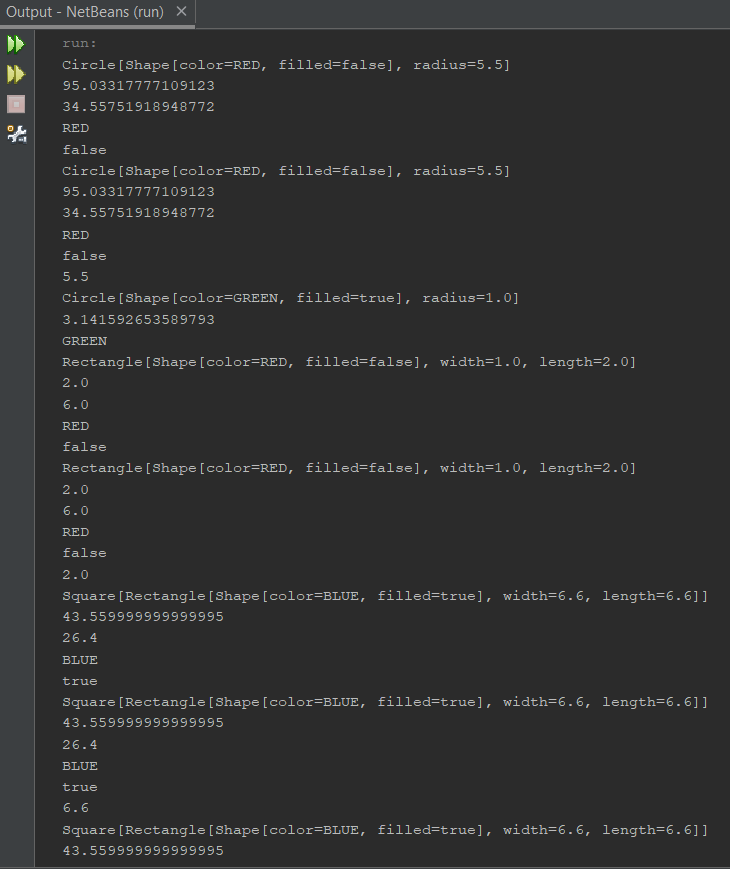 Output - NetBeans (run)
run:
Circle[Shape[color=RED, filled=false], radius=5.5]
95.03317777109123
34.55751918948772
RED
false
Circle[Shape[color=RED, filled=false], radius=5.5]
95.03317777109123
34.55751918948772
RED
false
5.5
Circle[Shape[color=GREEN, filled=true], radius=1.0]
3.141592653589793
GREEN
Rectangle[Shape[color=RED, filled=false], width=1.0, length=2.0]
2.0
6.0
RED
false
Rectangle[Shape[color=RED, filled=false], width=1.0, length=2.0]
2.0
6.0
RED
false
2.0
Square[Rectangle[Shape[color=BLUE, filled=true], width=6.6, length=6.6]]
43.559999999999995
26.4
BLUE
true
Square[Rectangle[Shape[color=BLUE, filled=true], width=6.6, length=6.6]]
43.559999999999995
26.4
BLUE
true
6.6
Square[Rectangle[Shape[color=BLUE, filled=true], width=6.6, length=6.6]]
43.559999999999995